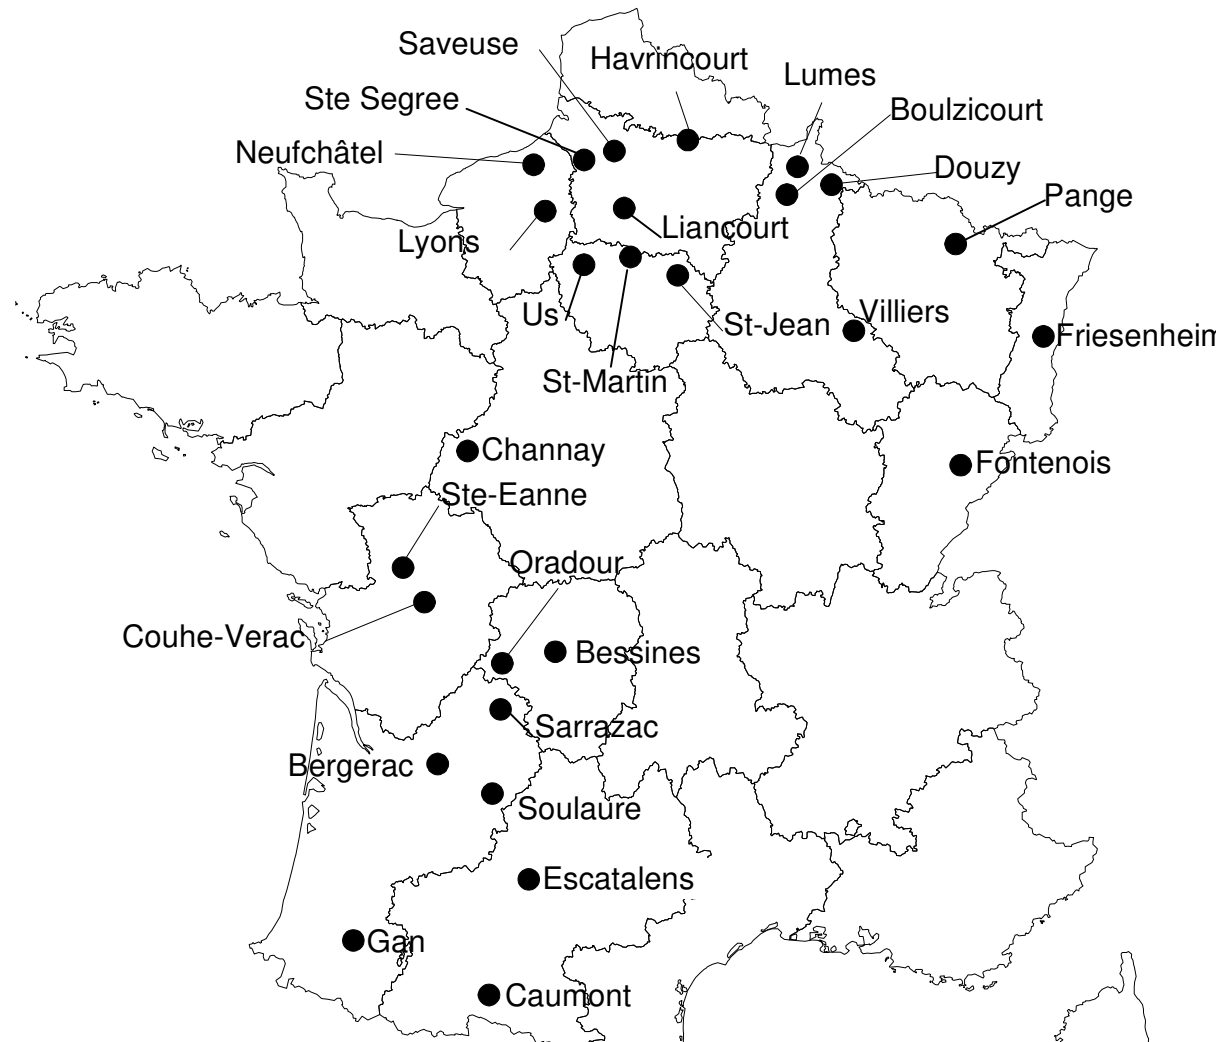 Saveuse
Havrincourt
Lumes
Ste Segree
Boulzicourt
Neufchâtel
Douzy
Pange
Lyons
Liancourt
Us
St-Jean
Villiers
Friesenheim
St-Martin
Channay
Fontenois
Ste-Eanne
Oradour
Couhe-Verac
Bessines
Sarrazac
Bergerac
Soulaure
Escatalens
Gan
Caumont